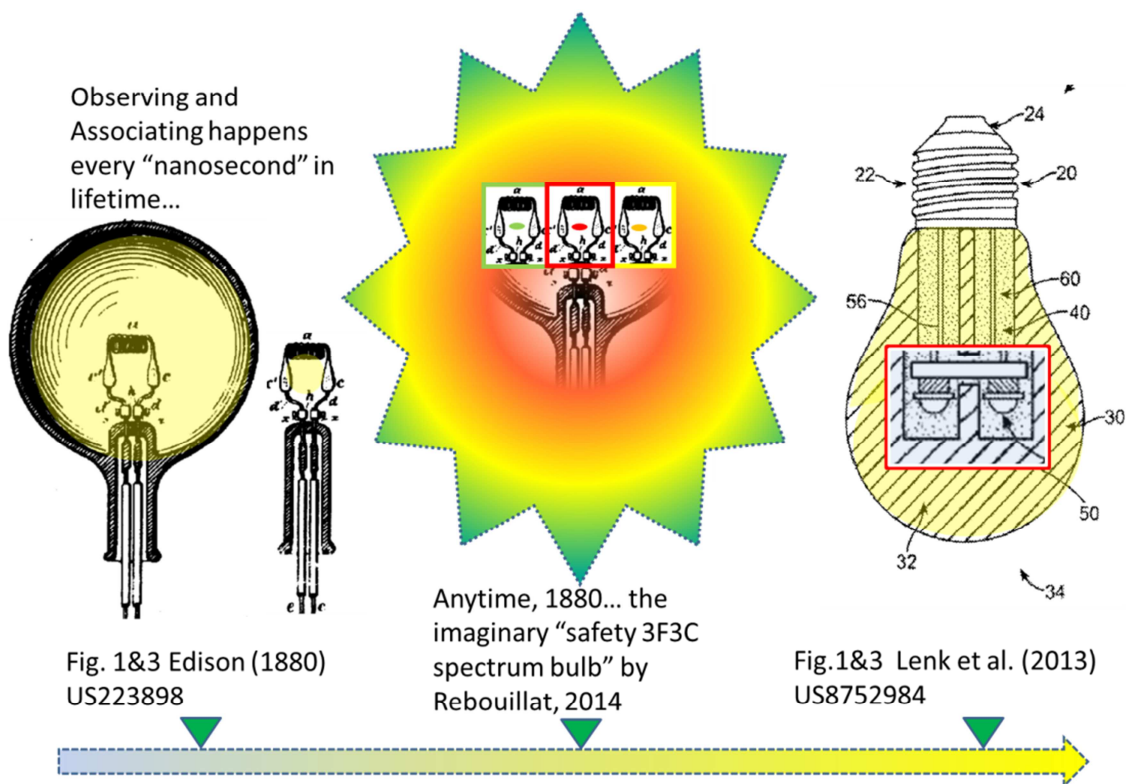 Observing and
Associating happens
every “nanosecond” in
lifetime…
a
c
h
d
x
a
c'
c
h
d'
d
x
e
c
a
c
h
d
x
a
c'
c
h
d'
d
x
a
c
h
d
x
24
22
20
60
56
40
30
50
32
34
Fig. 1&3 Edison (1880)
US223898
Anytime, 1880… the
imaginary “safety 3F3C
spectrum bulb” by
Rebouillat, 2014
Fig.1&3 Lenk et al. (2013)
US8752984